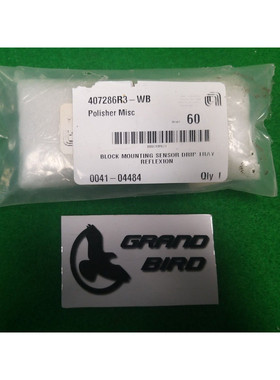 407286R3-WB
Polisher Misc
60
BLOCK MOUNTING SENSOR DRIP TRAY
REFLEXION
0041-04484
Qty 1
GRAND
BIRD